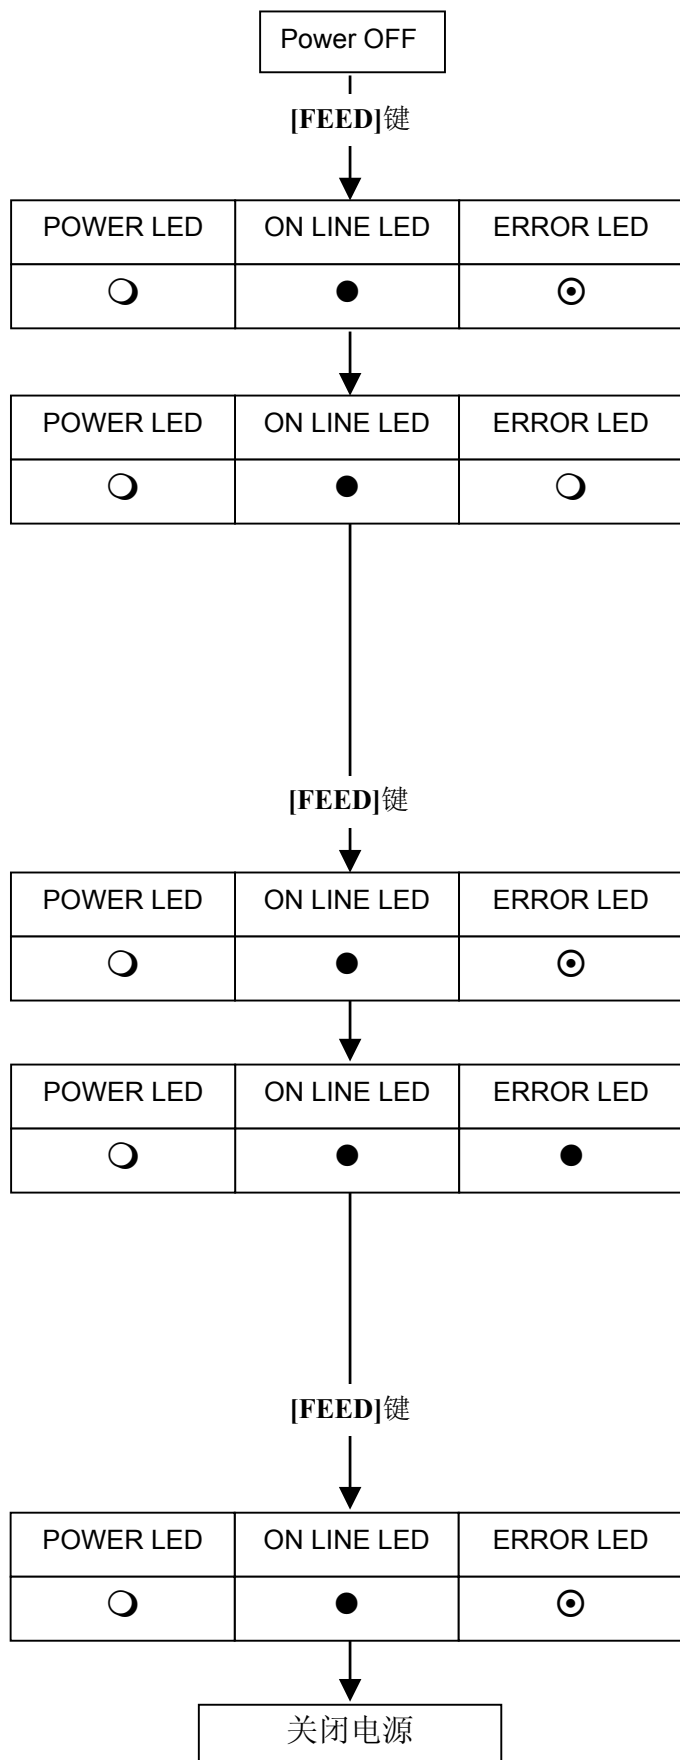 Power OFF
[FEED]键
POWER LED ON LINE LED ERROR LED
❍ ● ⊙
POWER LED ON LINE LED ERROR LED
❍ ● ❍
[FEED]键
POWER LED ON LINE LED ERROR LED
❍ ● ⊙
POWER LED ON LINE LED ERROR LED
❍ ● ●
[FEED]键
POWER LED ON LINE LED ERROR LED
❍ ● ⊙
关闭电源